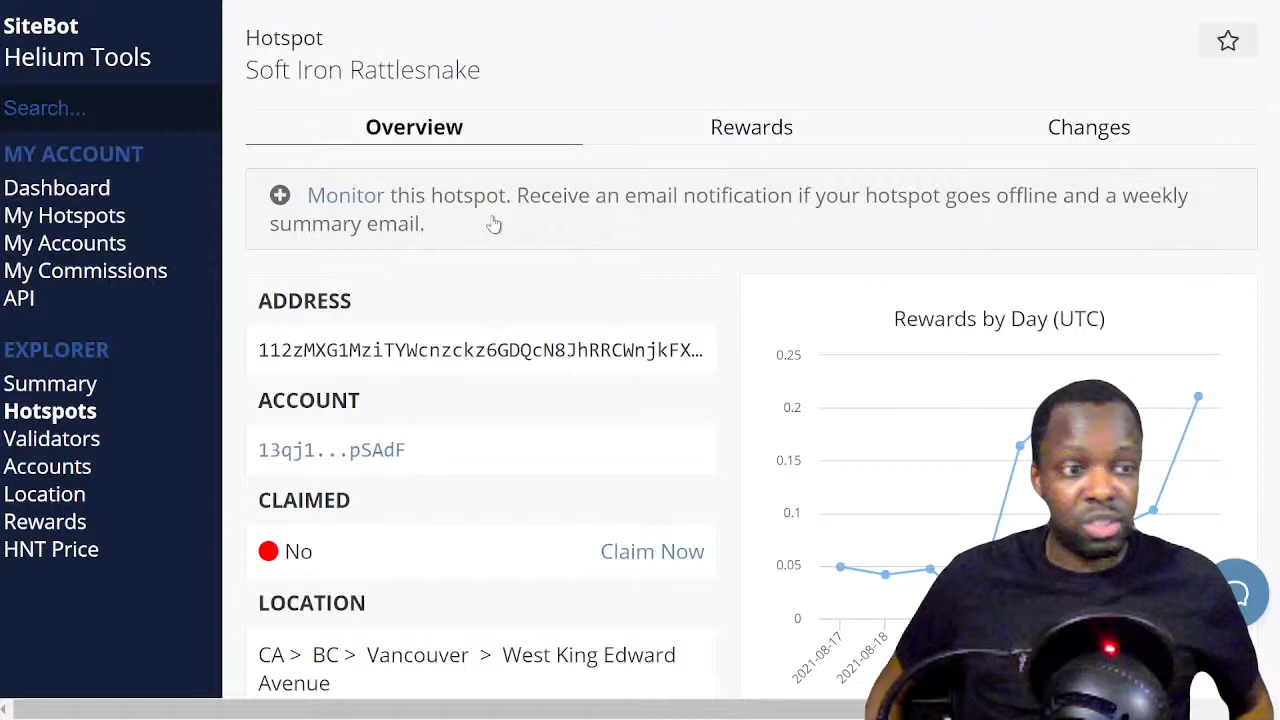 SiteBot
Helium Tools
Search...
MY ACCOUNT
Dashboard
My Hotspots
My Accounts
My Commissions
API
EXPLORER
Summary
Hotspots
Validators
Accounts
Location
Rewards
HNT Price
Hotspot
Soft Iron Rattlesnake
Overview
Rewards
Changes
Monitor this hotspot. Receive an email notification if your hotspot goes offline and a weekly
summary email.
ADDRESS
112zMXG1MziTYWcnzckz6GDQcN8JhRRCWnjkFX...
ACCOUNT
13qj1...pSAdF
CLAIMED
No
Claim Now
LOCATION
CA > BC > Vancouver > West King Edward
Avenue
Rewards by Day (UTC)
0.25
0.2
0.15
0.1
0.05
0
2021-08-17
2021-08-18